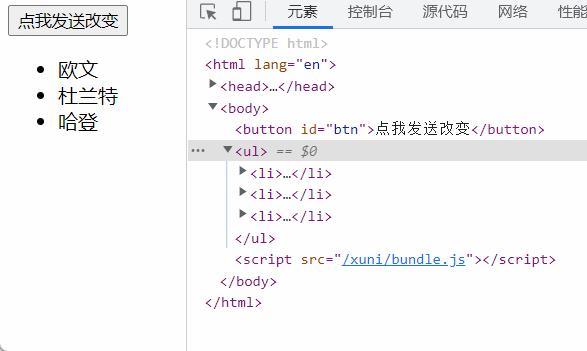 点我发送改变
欧文
杜兰特
哈登
元素 控制台 源代码 网络 性能
<!DOCTYPE html>
<html lang="en">
<head>…</head>
<body>
<button id="btn">点我发送改变</button>
<ul> == $0
<li>…</li>
<li>…</li>
<li>…</li>
</ul>
<script src="/xuni/bundle.js"></script>
</body>
</html>